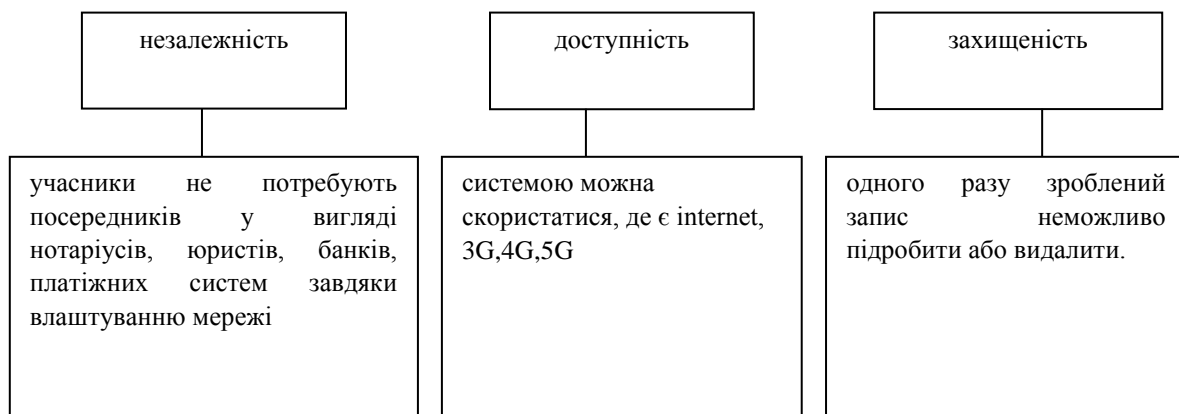 незалежність
учасники не потребують
посередників у вигляді
нотаріусів, юристів, банків,
платіжних систем завдяки
влаштуванню мережі
доступність
системою можна
скористатися, де є internet,
3G,4G,5G
захищеність
одного разу зроблений
запис неможливо
підробити або видалити.